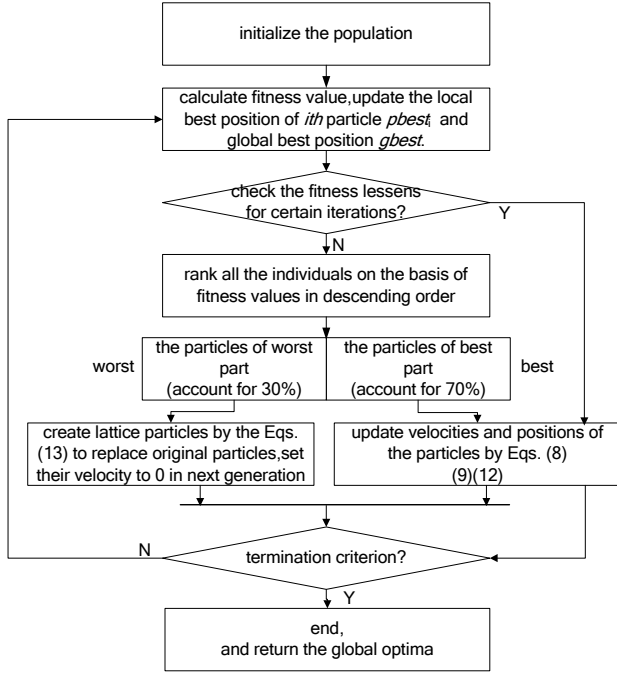 initialize the population
calculate fitness value,update the local
best position of ith particle pbesti and
global best position gbest.
check the fitness lessens
for certain iterations?
Y
N
rank all the individuals on the basis of
fitness values in descending order
worst
the particles of worst
part
(account for 30%)
the particles of best
part
(account for 70%)
best
create lattice particles by the Eqs.
(13) to replace original particles,set
their velocity to 0 in next generation
update velocities and positions of
the particles by Eqs. (8)
(9)(12)
N
termination criterion?
Y
end,
and return the global optima